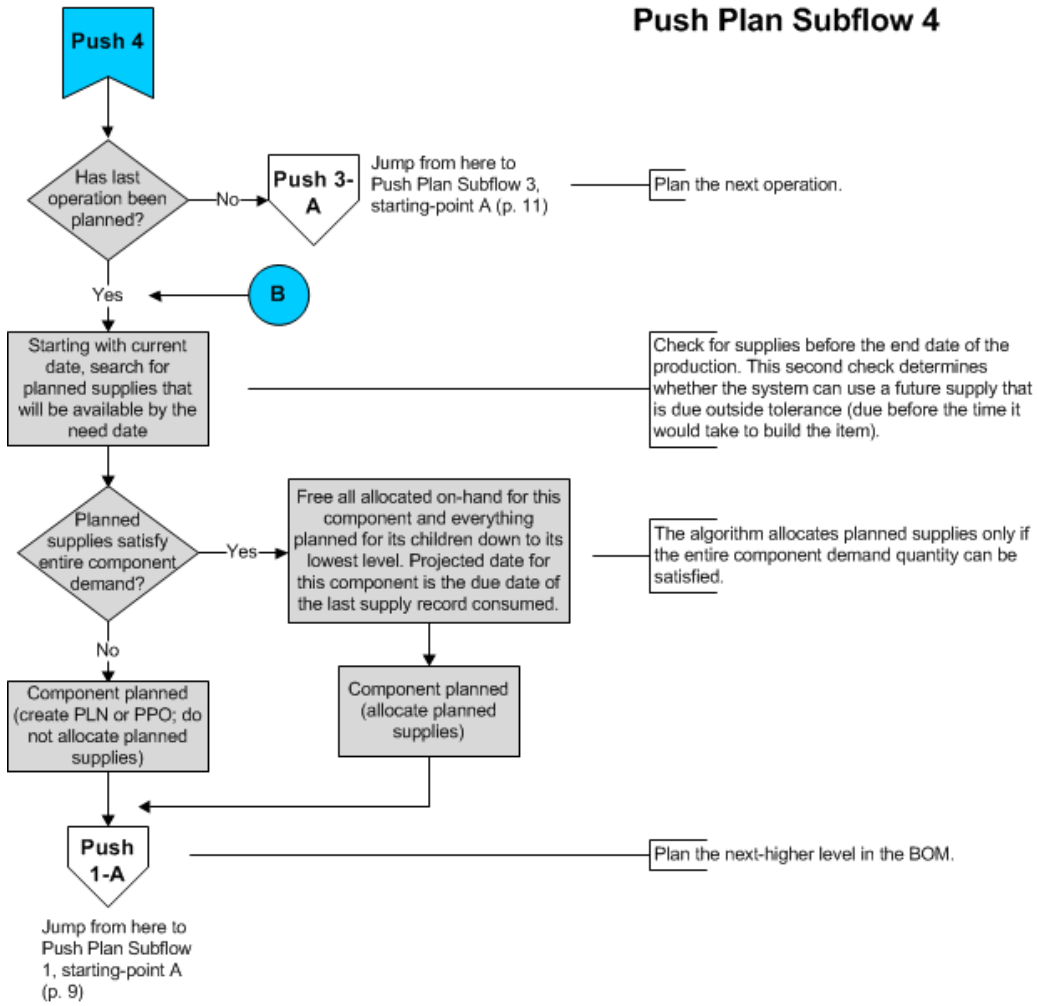 Push Plan Subflow 4
Push 4
Has last
operation been
planned?
No
Push 3-
A
Jump from here to
Push Plan Subflow 3,
starting-point A (p. 11)
Plan the next operation.
Yes
B
Starting with current
date, search for
planned supplies that
will be available by the
need date
Check for supplies before the end date of the
production. This second check determines
whether the system can use a future supply that
is due outside tolerance (due before the time it
would take to build the item).
Planned
supplies satisfy
entire component
demand?
Yes
Free all allocated on-hand for this
component and everything
planned for its children down to its
lowest level. Projected date for
this component is the due date of
the last supply record consumed.
The algorithm allocates planned supplies only if
the entire component demand quantity can be
satisfied.
No
Component planned
(create PLN or PPO; do
not allocate planned
supplies)
Component planned
(allocate planned
supplies)
Push
1-A
Plan the next-higher level in the BOM.
Jump from here to
Push Plan Subflow
1, starting-point A
(p. 9)